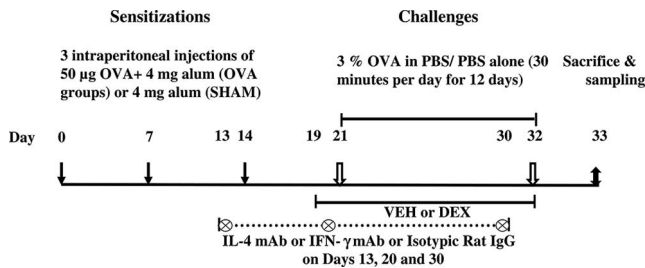 Sensitizations Challenges
3 intraperitoneal injections of
50 µg OVA+ 4 mg alum (OVA
groups) or 4 mg alum (SHAM)
3 % OVA in PBS/ PBS alone (30
minutes per day for 12 days)
Sacrifice &
sampling
Day 0 7 13 14 19 21 30 32 33
VEH or DEX
IL-4 mAb or IFN- γ mAb or Isotypic Rat IgG
on Days 13, 20 and 30